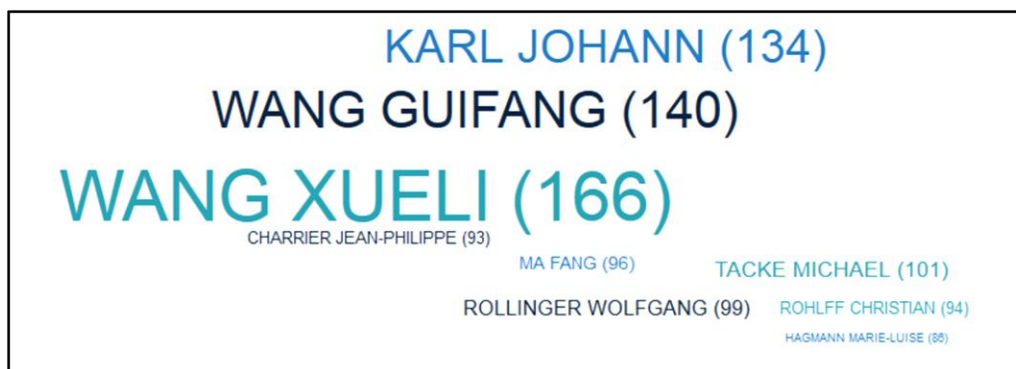 KARL JOHANN (134)
WANG GUIFANG (140)
WANG XUELI (166)
CHARRIER JEAN-PHILIPPE (93)
MA FANG (96)
TACKE MICHAEL (101)
ROLLINGER WOLFGANG (99)
ROHLFF CHRISTIAN (94)
HAGMANN MARIE-LUISE (86)